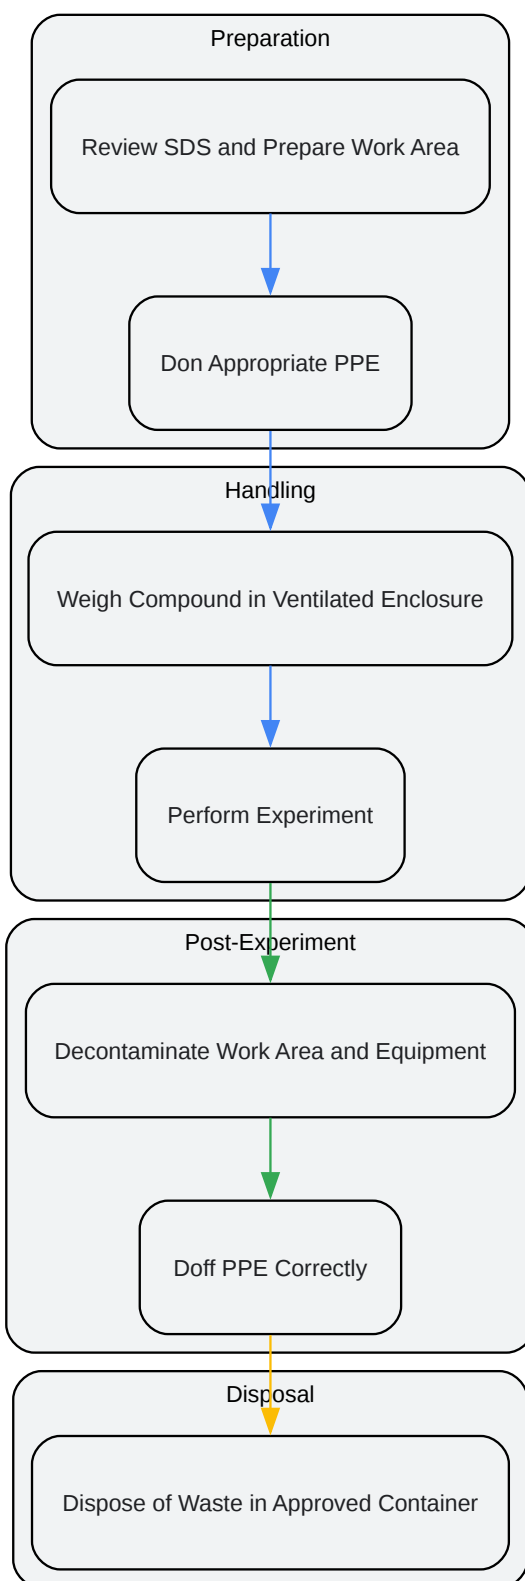 Preparation
Review SDS and Prepare Work Area
Don Appropriate PPE
Handling
Weigh Compound in Ventilated Enclosure
Perform Experiment
Post-Experiment
Decontaminate Work Area and Equipment
Doff PPE Correctly
Disposal
Dispose of Waste in Approved Container